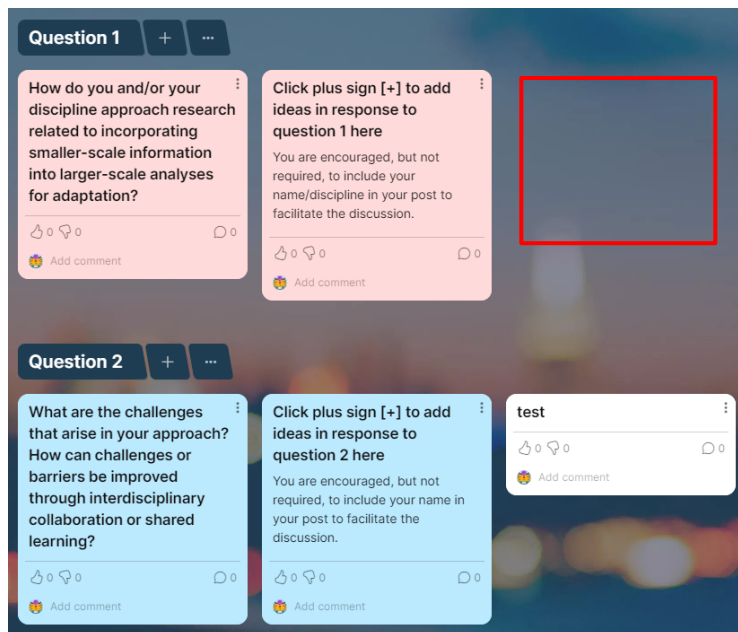 Question 1
How do you and/or your
discipline approach research
related to incorporating
smaller-scale information
into larger-scale analyses
for adaptation?
0 0 0
Add comment
Click plus sign [+] to add
ideas in response to
question 1 here
You are encouraged, but not
required, to include your
name/discipline in your post to
facilitate the discussion.
0 0 0
Add comment
Question 2
What are the challenges
that arise in your approach?
How can challenges or
barriers be improved
through interdisciplinary
collaboration or shared
learning?
0 0 0
Add comment
Click plus sign [+] to add
ideas in response to
question 2 here
You are encouraged, but not
required, to include your name in
your post to facilitate the
discussion.
0 0 0
Add comment
test
0 0 0
Add comment